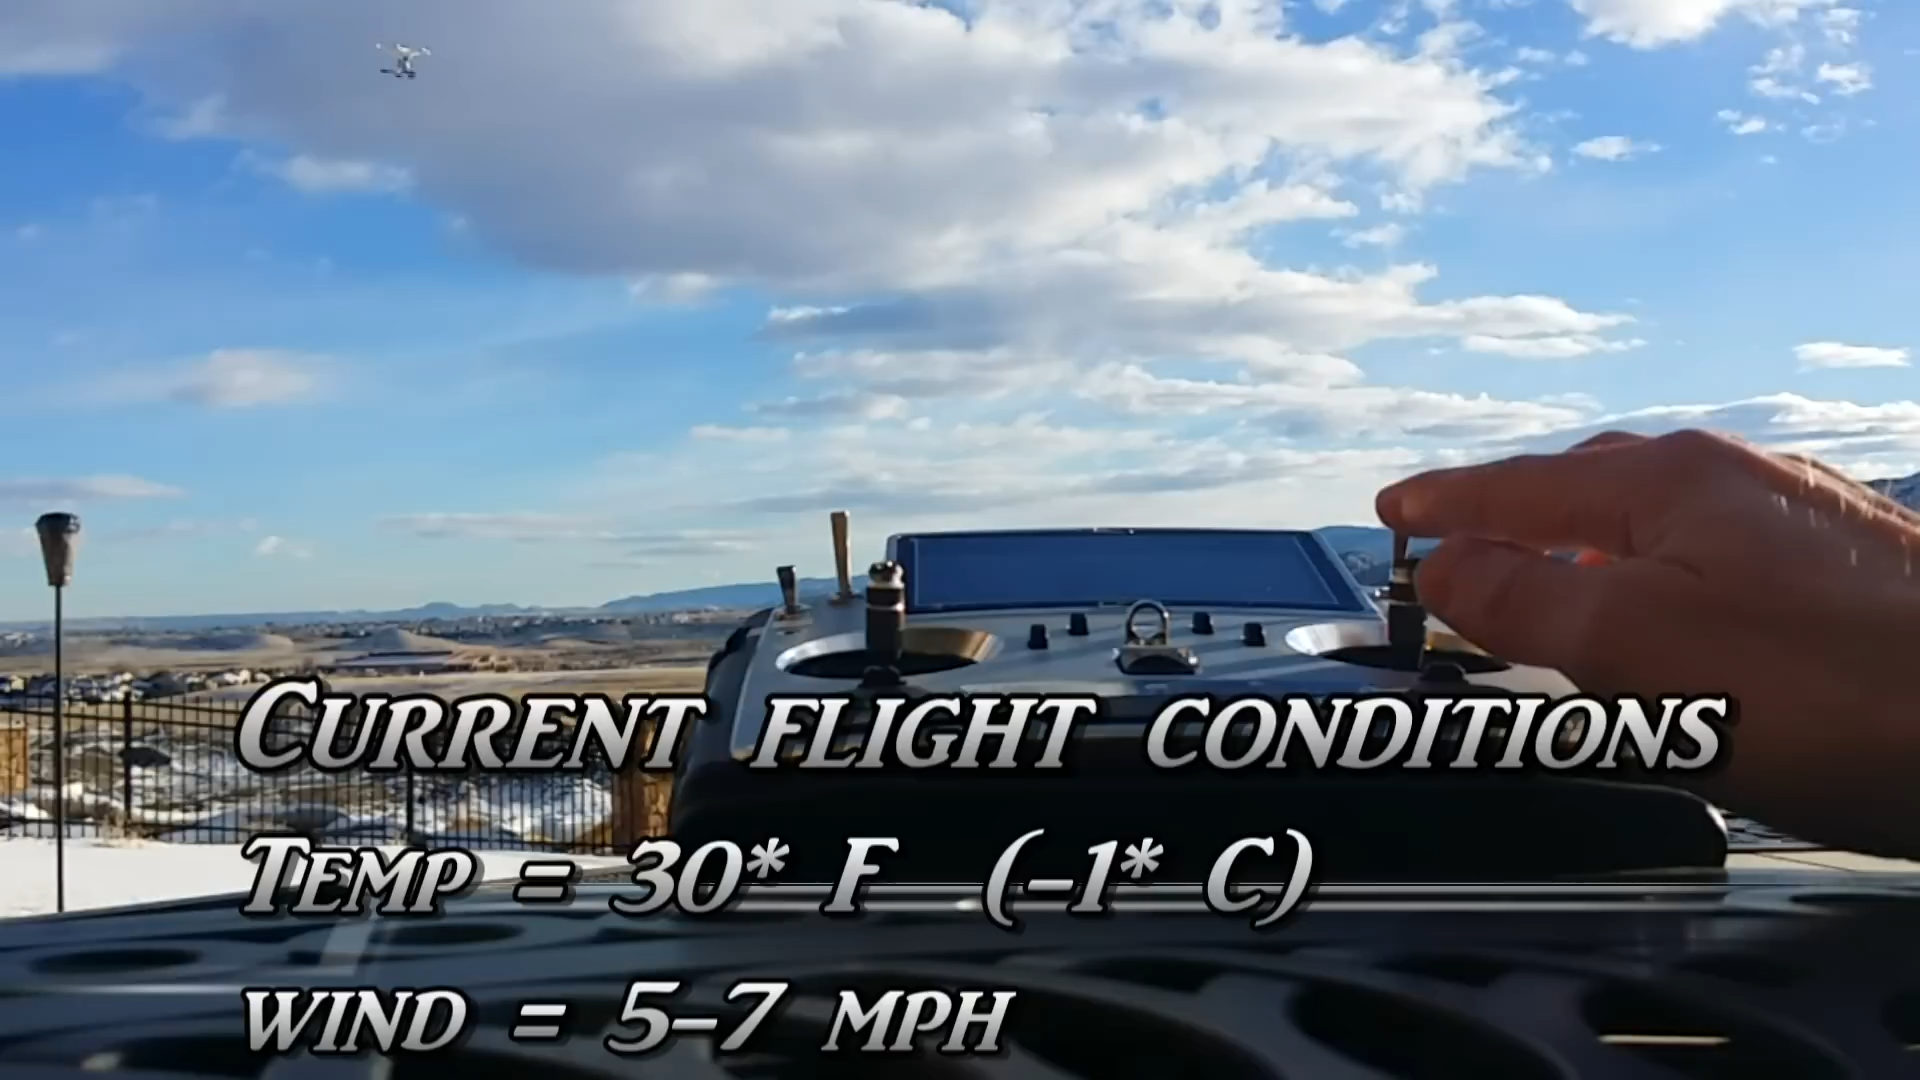 Current flight conditions
Temp = 30* F (-1* C)
wind = 5-7 mph